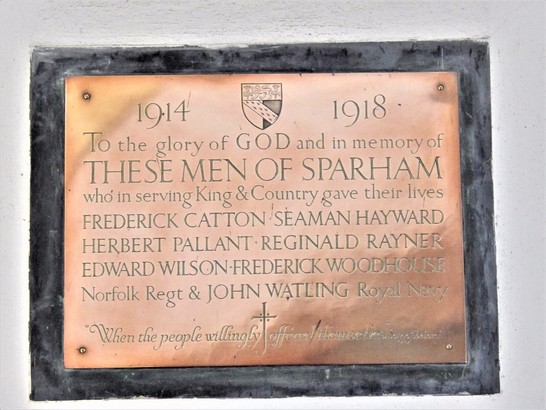 1914 1918
To the glory of GOD and in memory of
THESE MEN OF SPARHAM
who in serving King & Country gave their lives
FREDERICK CATTON · SEAMAN HAYWARD
HERBERT PALLANT · REGINALD RAYNER
EDWARD WILSON · FREDERICK WOODHOUSE
Norfolk Regt & JOHN WATLING Royal Navy
"When the people willingly offered themselves